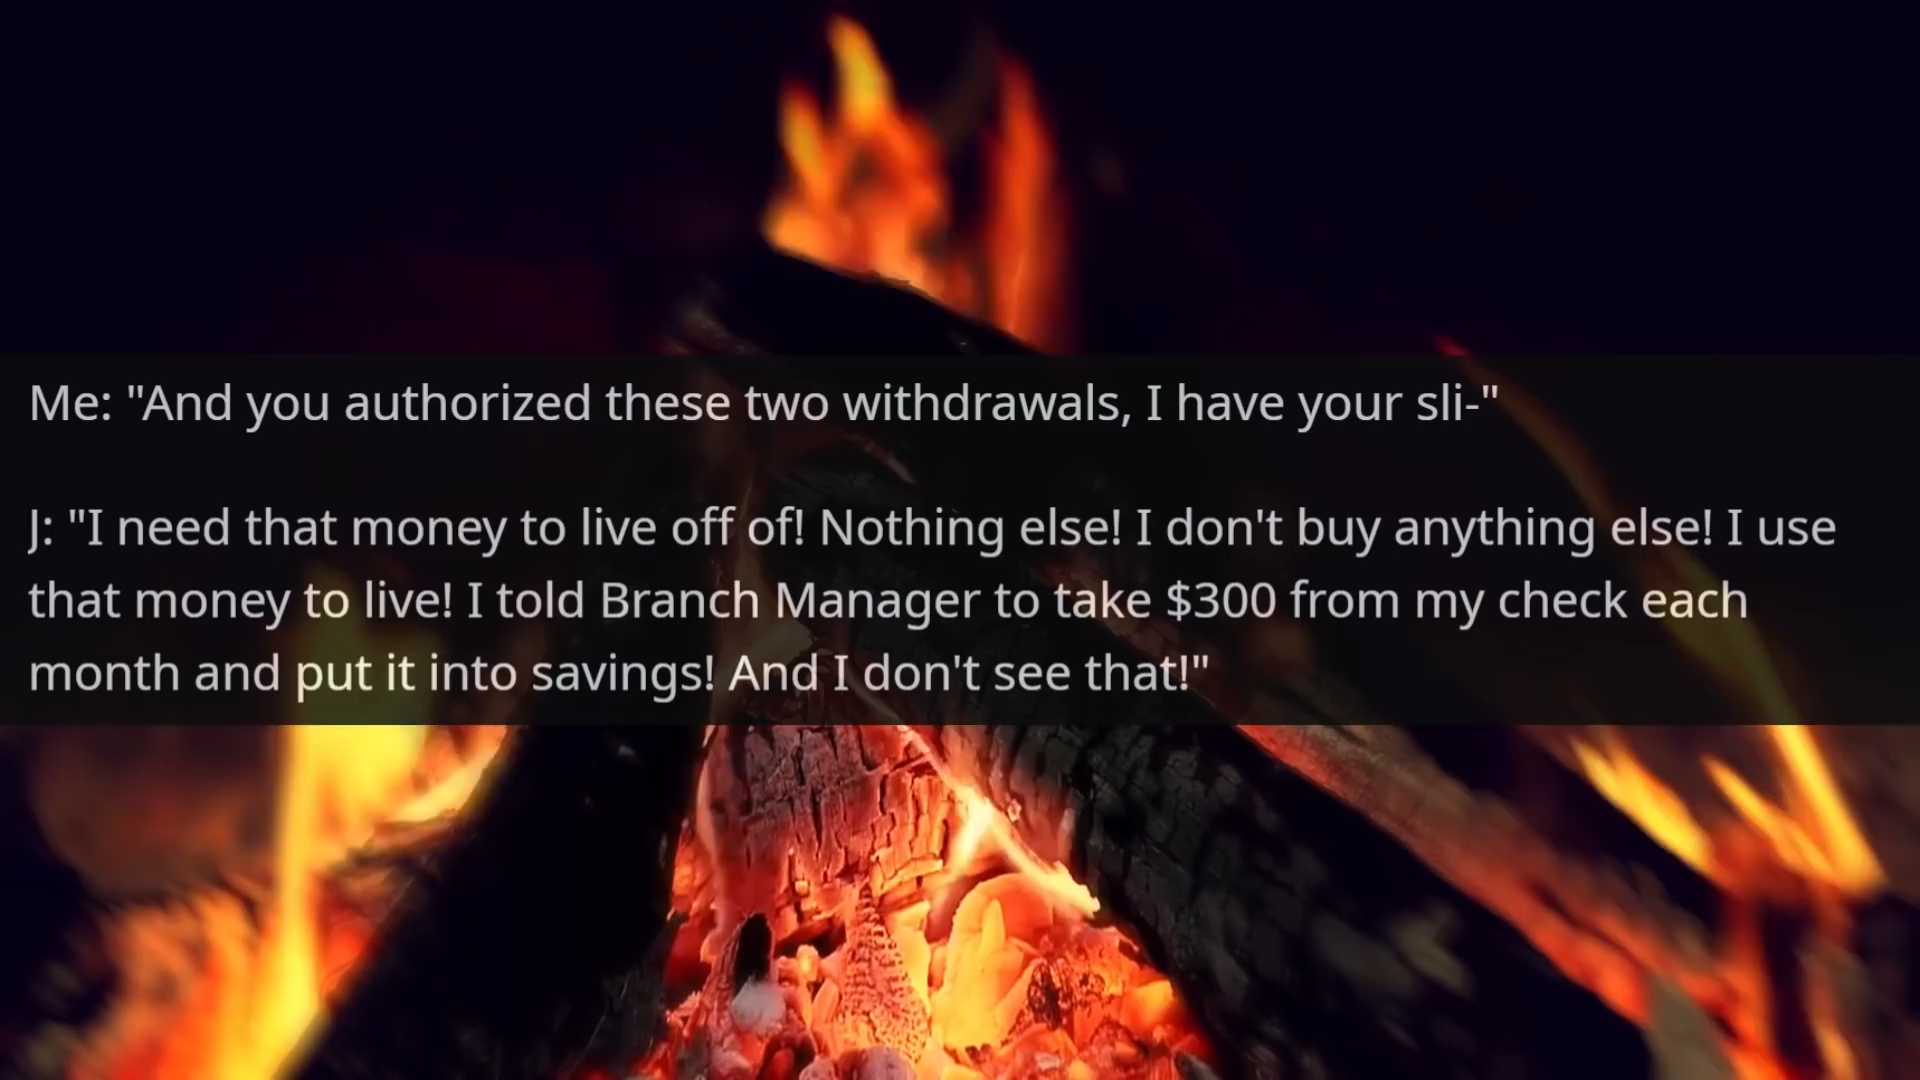 Me: "And you authorized these two withdrawals, I have your sli-"
J: "I need that money to live off of! Nothing else! I don't buy anything else! I use
that money to live! I told Branch Manager to take $300 from my check each
month and put it into savings! And I don't see that!"